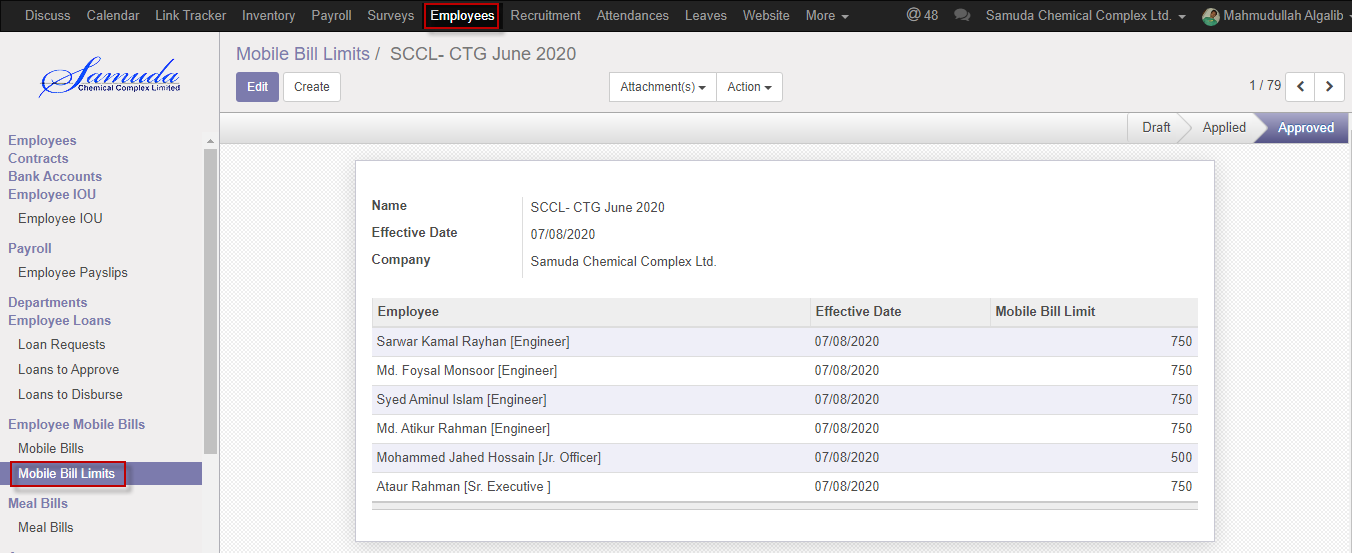 Discuss Calendar Link Tracker Inventory Payroll Surveys Employees Recruitment Attendances Leaves Website More @ 48 Samuda Chemical Complex Ltd. Mahmudullah Algalib
Samuda
Chemical Complex Limited
Mobile Bill Limits / SCCL- CTG June 2020
Edit Create Attachment(s) Action 1 / 79
Draft Applied Approved
Employees
Contracts
Bank Accounts
Employee IOU
Employee IOU
Payroll
Employee Payslips
Departments
Employee Loans
Loan Requests
Loans to Approve
Loans to Disburse
Employee Mobile Bills
Mobile Bills
Mobile Bill Limits
Meal Bills
Meal Bills
Name SCCL- CTG June 2020
Effective Date 07/08/2020
Company Samuda Chemical Complex Ltd.
Employee Effective Date Mobile Bill Limit
Sarwar Kamal Rayhan [Engineer] 07/08/2020 750
Md. Foysal Monsoor [Engineer] 07/08/2020 750
Syed Aminul Islam [Engineer] 07/08/2020 750
Md. Atikur Rahman [Engineer] 07/08/2020 750
Mohammed Jahed Hossain [Jr. Officer] 07/08/2020 500
Ataur Rahman [Sr. Executive ] 07/08/2020 750